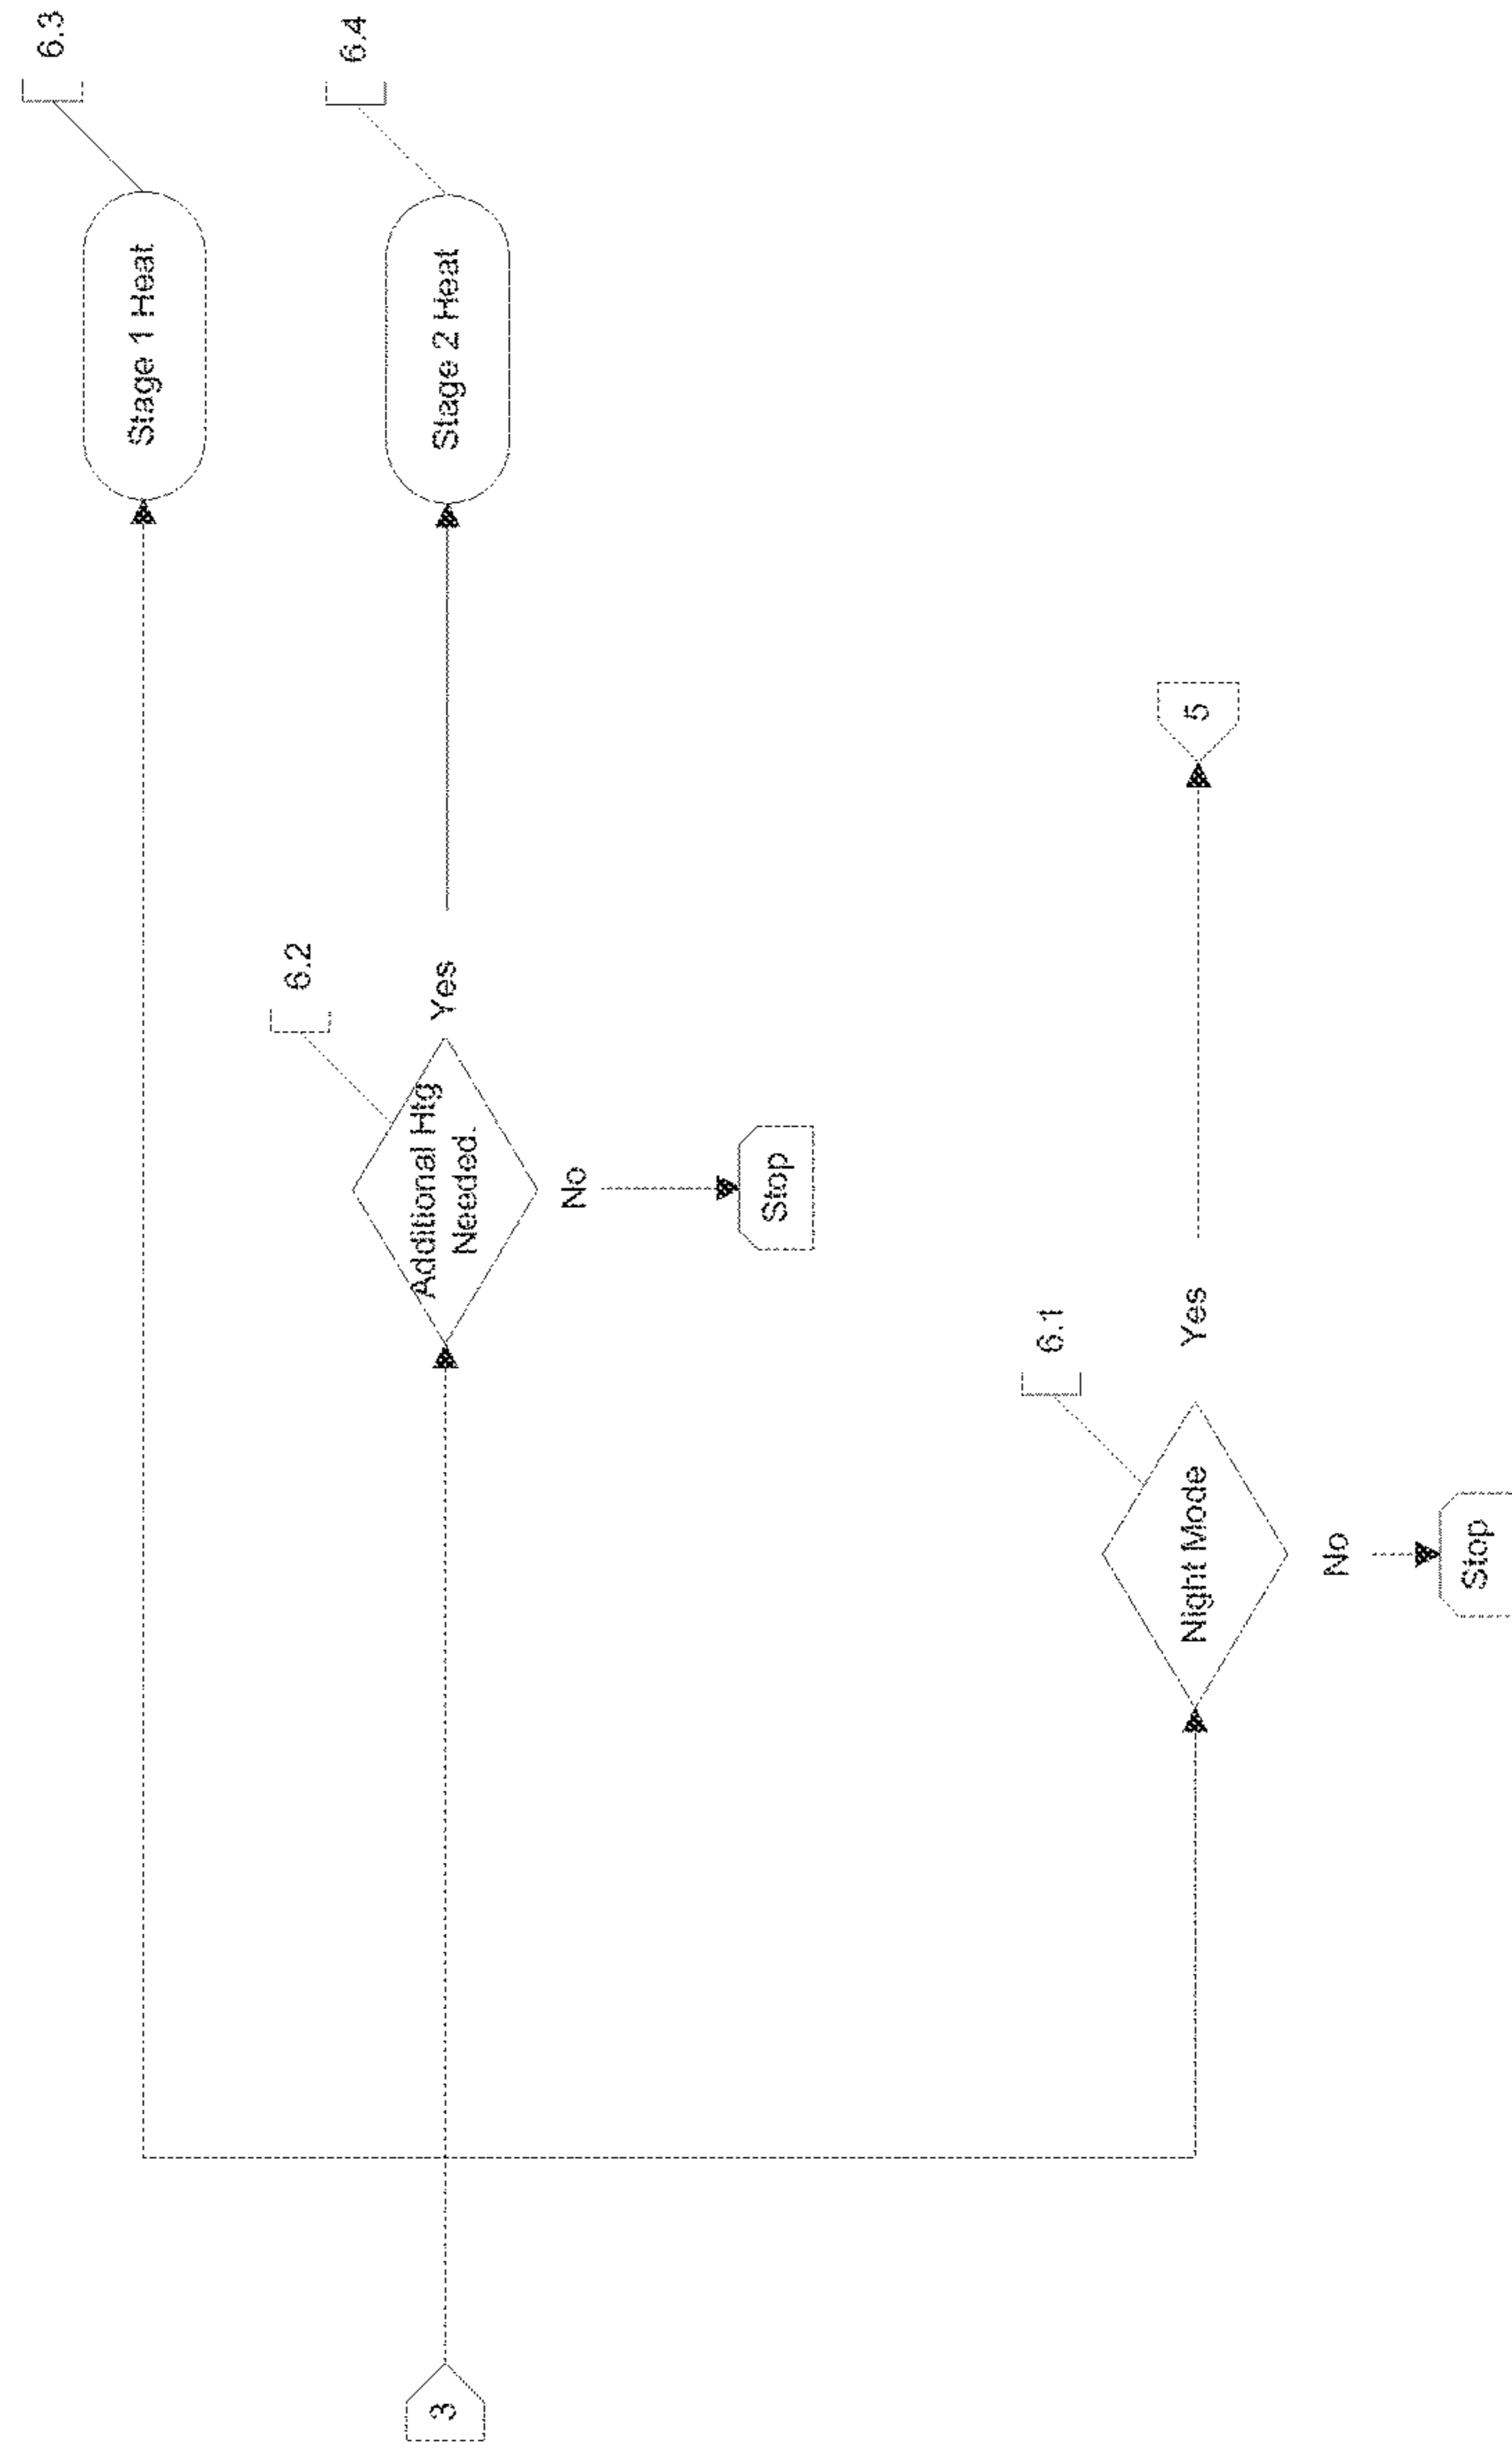 6.3
Stage 1 Heat
6.4
Stage 2 Heat
6.2
Additional Htg
Needed.
Yes
No
Stop
3
6.1
Night Mode
Yes
5
No
Stop